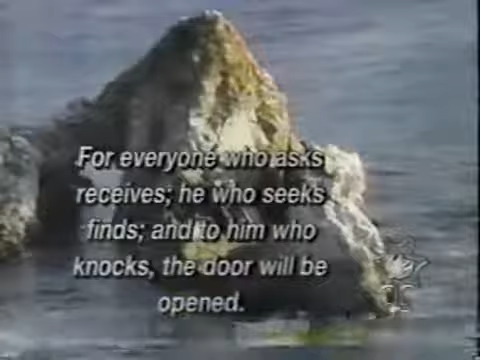 For everyone who asks
receives; he who seeks
finds; and to him who
knocks, the door will be
opened.